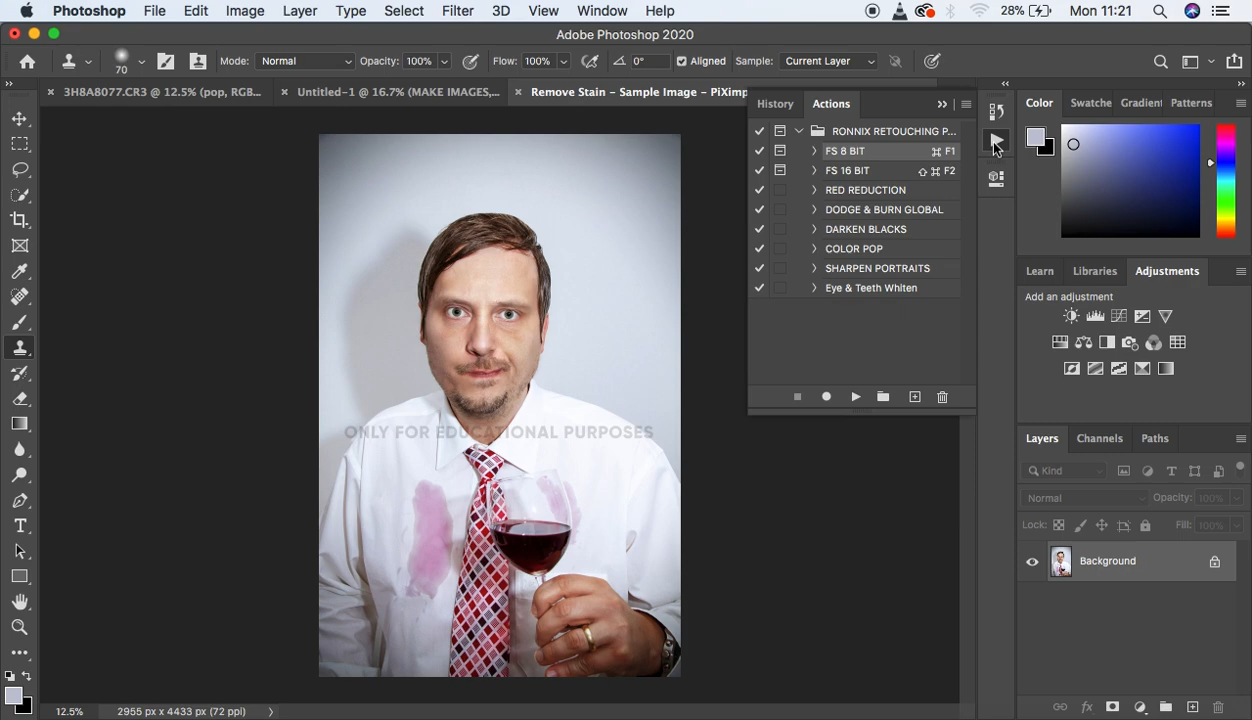 Photoshop File Edit Image Layer Type Select Filter 3D View Window Help 28% Mon 11:21
Adobe Photoshop 2020
70 Mode: Normal Opacity: 100% Flow: 100% 0° Aligned Sample: Current Layer
3H8A8077.CR3 @ 12.5% (pop, RGB... Untitled-1 @ 16.7% (MAKE IMAGES,... Remove Stain – Sample Image – PiXimp
History Actions
RONNIX RETOUCHING P...
FS 8 BIT ⌘ F1
FS 16 BIT ⇧ ⌘ F2
RED REDUCTION
DODGE & BURN GLOBAL
DARKEN BLACKS
COLOR POP
SHARPEN PORTRAITS
Eye & Teeth Whiten
Color Swatche Gradient Patterns
Learn Libraries Adjustments
Add an adjustment
ONLY FOR EDUCATIONAL PURPOSES
Layers Channels Paths
Kind
Normal Opacity: 100%
Lock: Fill: 100%
Background
fx
12.5% 2955 px x 4433 px (72 ppi)